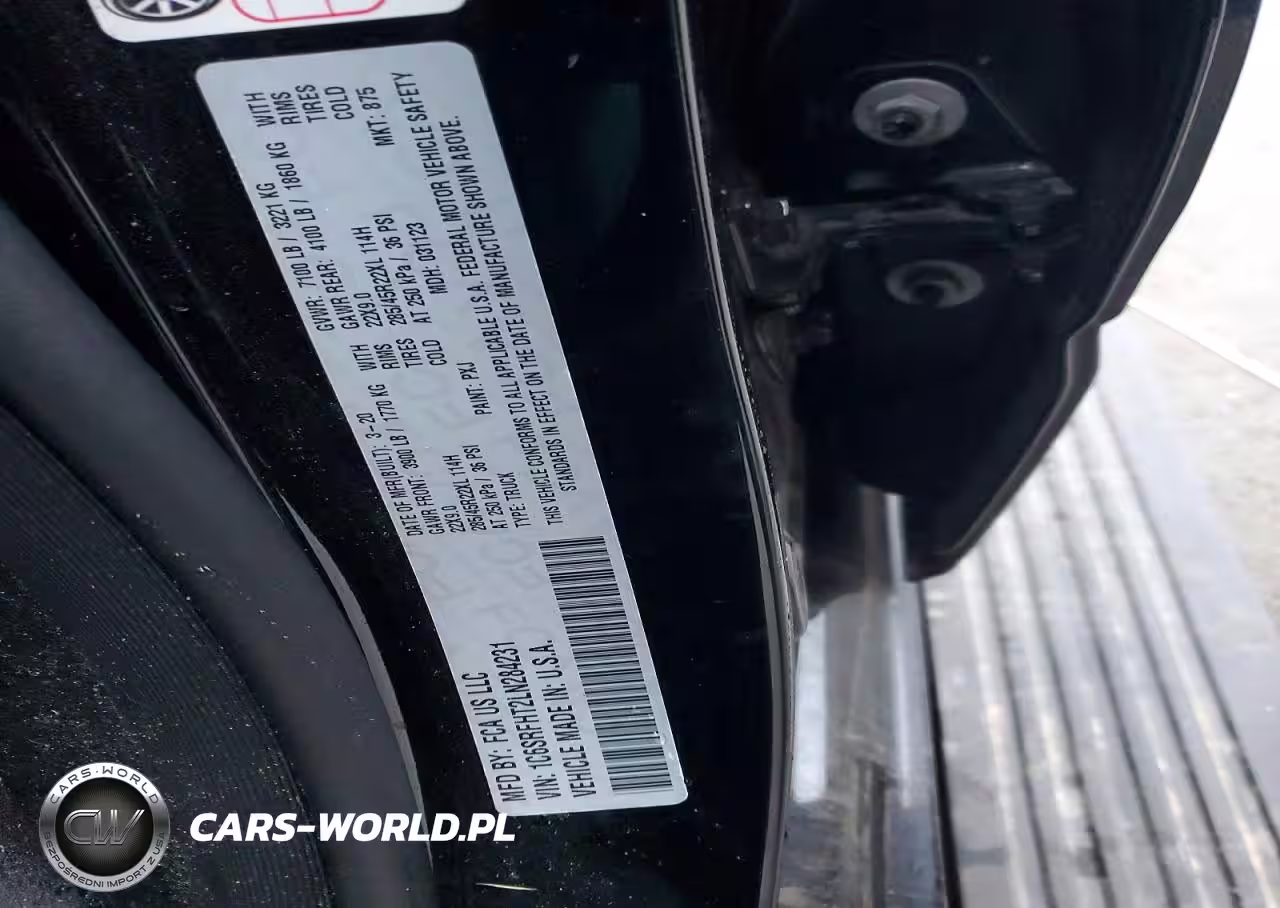 MFD BY: FCA US LLC
DATE OF MFR(BUILT): 3-20
GVWR: 7100 LB / 3221 KG
GAWR FRONT: 3900 LB / 1770 KG WITH
GAWR REAR: 4100 LB / 1860 KG WITH
22X9.0 RIMS
22X9.0 RIMS
285/45R22XL 114H TIRES
285/45R22XL 114H TIRES
AT 250 kPa / 36 PSI COLD
AT 250 kPa / 36 PSI COLD
VIN: 1C6SRFHT2LN284231
TYPE: TRUCK
PAINT: PXJ
MDH: 031123
MKT: 875
VEHICLE MADE IN: U.S.A.
THIS VEHICLE CONFORMS TO ALL APPLICABLE U.S.A. FEDERAL MOTOR VEHICLE SAFETY
STANDARDS IN EFFECT ON THE DATE OF MANUFACTURE SHOWN ABOVE.
CARS-WORLD
CW
BEZPOŚREDNI IMPORT Z USA
CARS-WORLD.PL